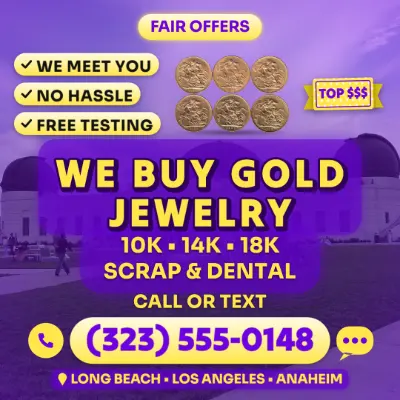 FAIR OFFERS
✓ WE MEET YOU
✓ NO HASSLE
✓ FREE TESTING
TOP $$$
WE BUY GOLD
JEWELRY
10K ▪ 14K ▪ 18K
SCRAP & DENTAL
CALL OR TEXT
(323) 555-0148
LONG BEACH ▪ LOS ANGELES ▪ ANAHEIM